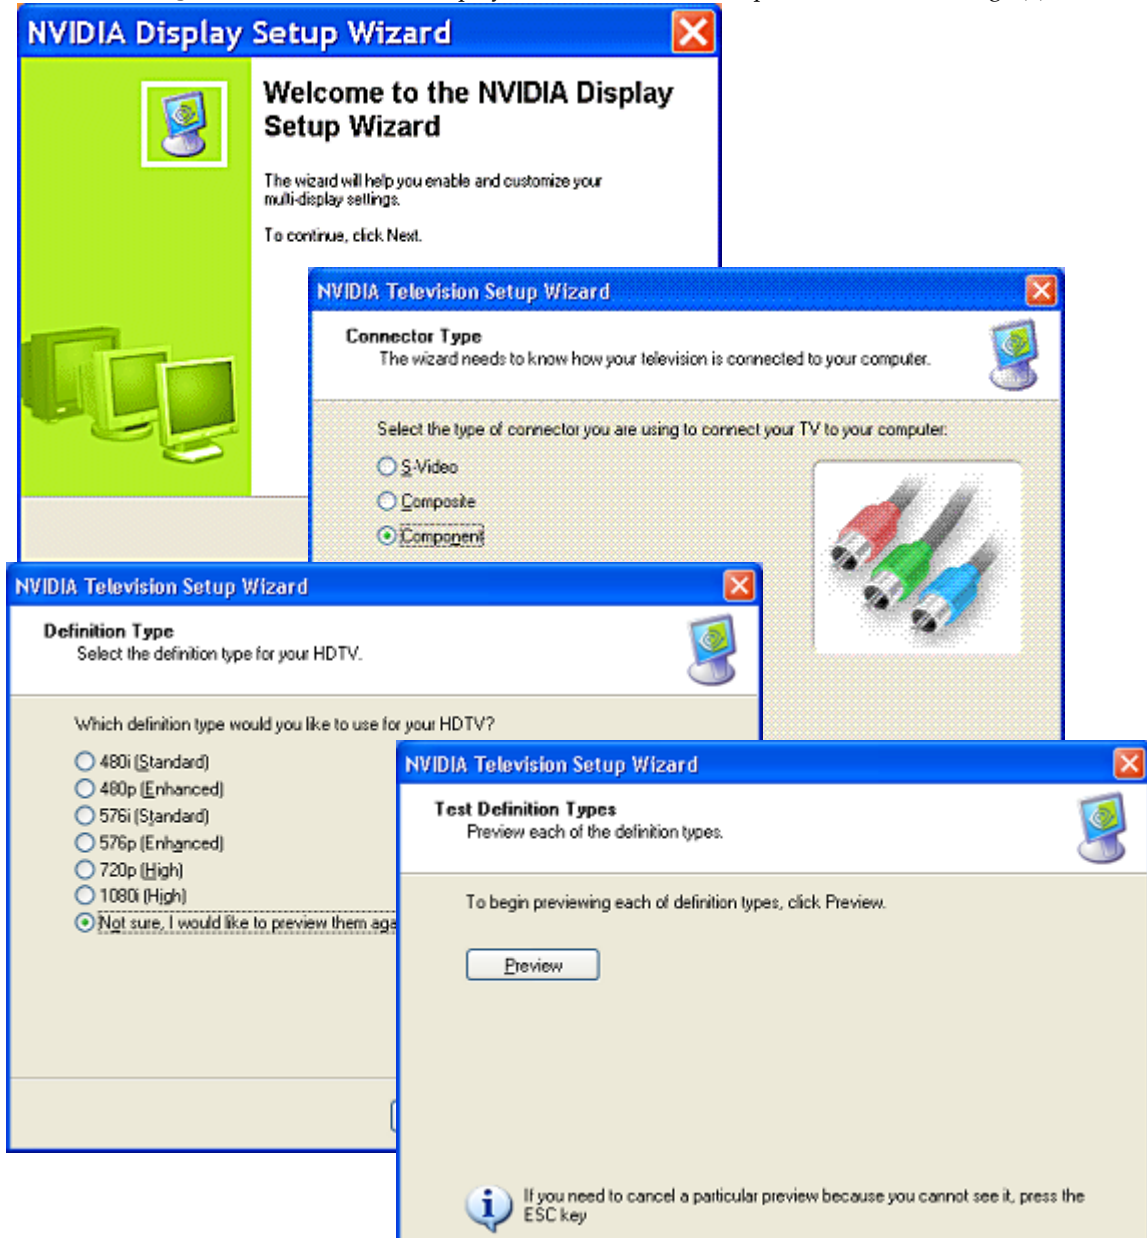 NVIDIA Display Setup Wizard
Welcome to the NVIDIA Display
Setup Wizard
The wizard will help you enable and customize your
multi-display settings.
To continue, click Next.
NVIDIA Television Setup Wizard
Connector Type
The wizard needs to know how your television is connected to your computer.
Select the type of connector you are using to connect your TV to your computer:
S-Video
Composite
Component
NVIDIA Television Setup Wizard
Definition Type
Select the definition type for your HDTV.
Which definition type would you like to use for your HDTV?
480i (Standard)
480p (Enhanced)
576i (Standard)
576p (Enhanced)
720p (High)
1080i (High)
Not sure, I would like to preview them aga
NVIDIA Television Setup Wizard
Test Definition Types
Preview each of the definition types.
To begin previewing each of definition types, click Preview.
Preview
If you need to cancel a particular preview because you cannot see it, press the
ESC key